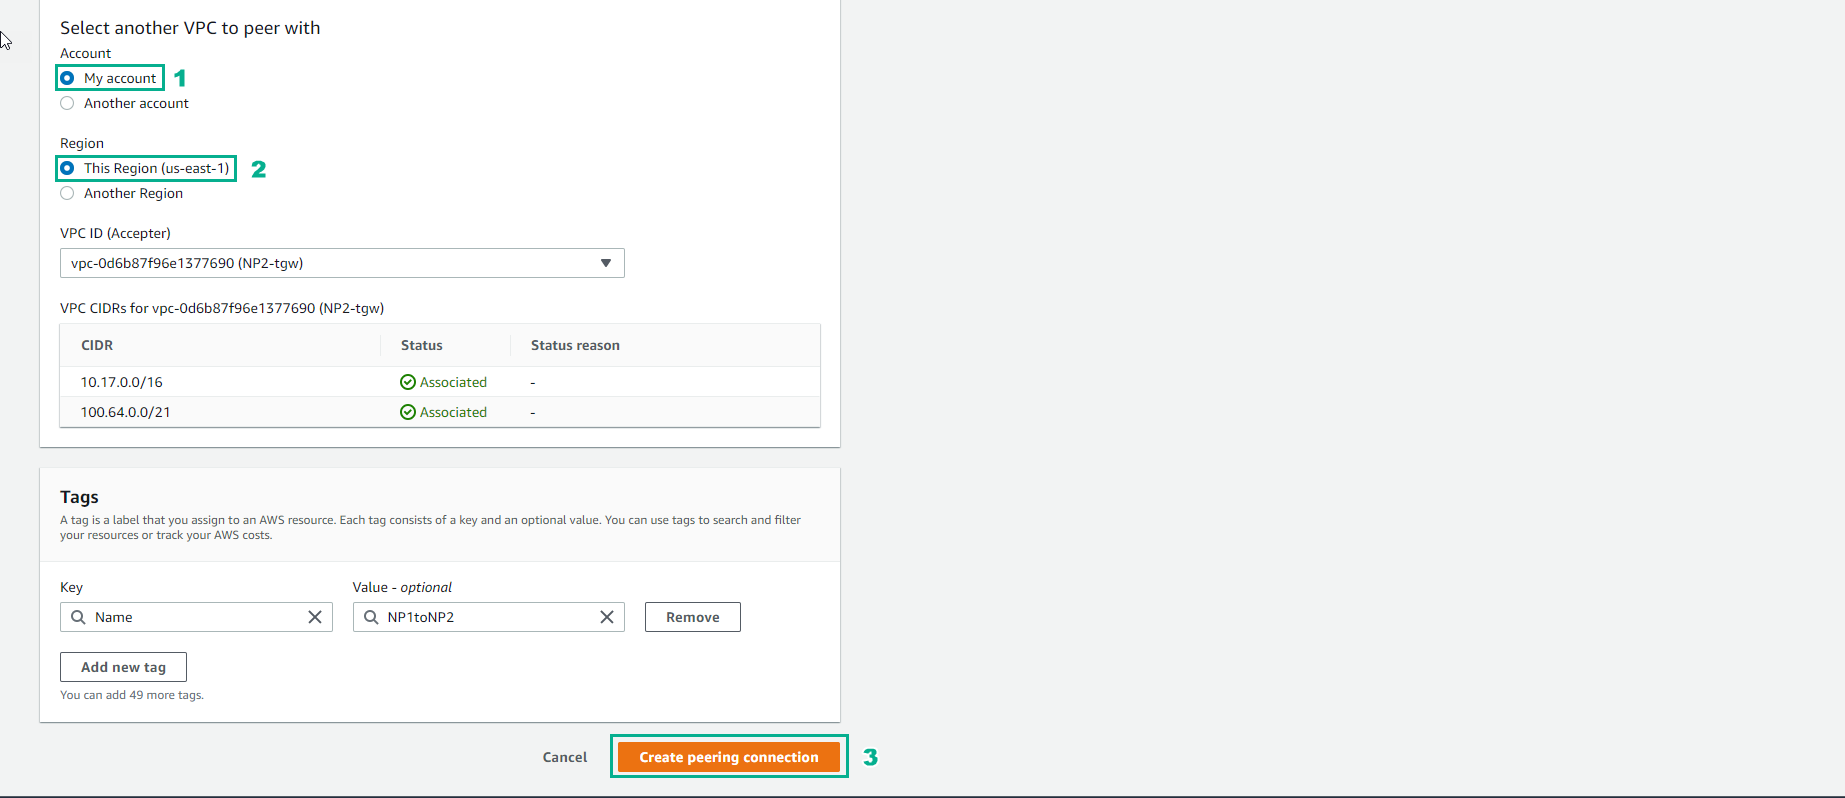 Select another VPC to peer with
Account
My account 1
Another account
Region
This Region (us-east-1) 2
Another Region
VPC ID (Accepter)
vpc-0d6b87f96e1377690 (NP2-tgw)
VPC CIDRs for vpc-0d6b87f96e1377690 (NP2-tgw)
CIDR Status Status reason
10.17.0.0/16 Associated -
100.64.0.0/21 Associated -
Tags
A tag is a label that you assign to an AWS resource. Each tag consists of a key and an optional value. You can use tags to search and filter
your resources or track your AWS costs.
Key Value - optional
Name NP1toNP2 Remove
Add new tag
You can add 49 more tags.
Cancel Create peering connection 3